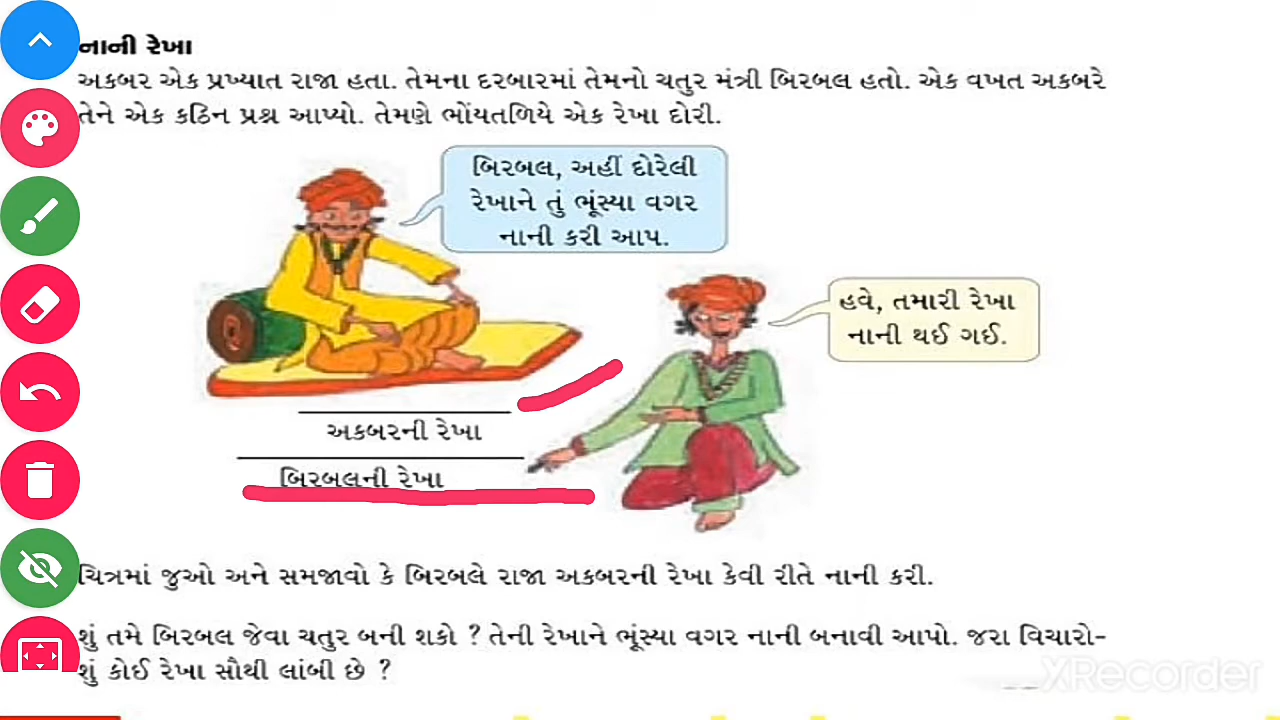 નાની રેખા
અકબર એક પ્રખ્યાત રાજા હતા. તેમના દરબારમાં તેમનો ચતુર મંત્રી બિરબલ હતો. એક વખત અકબરે
તેને એક કઠિન પ્રશ્ન આપ્યો. તેમણે ભોંયતળિયે એક રેખા દોરી.
બિરબલ, અહીં દોરેલી
રેખાને તું ભૂંસ્યા વગર
નાની કરી આપ.
હવે, તમારી રેખા
નાની થઈ ગઈ.
અકબરની રેખા
બિરબલની રેખા
ચિત્રમાં જુઓ અને સમજાવો કે બિરબલે રાજા અકબરની રેખા કેવી રીતે નાની કરી.
શું તમે બિરબલ જેવા ચતુર બની શકો ? તેની રેખાને ભૂંસ્યા વગર નાની બનાવી આપો. જરા વિચારો-
શું કોઈ રેખા સૌથી લાંબી છે ?
XRecorder